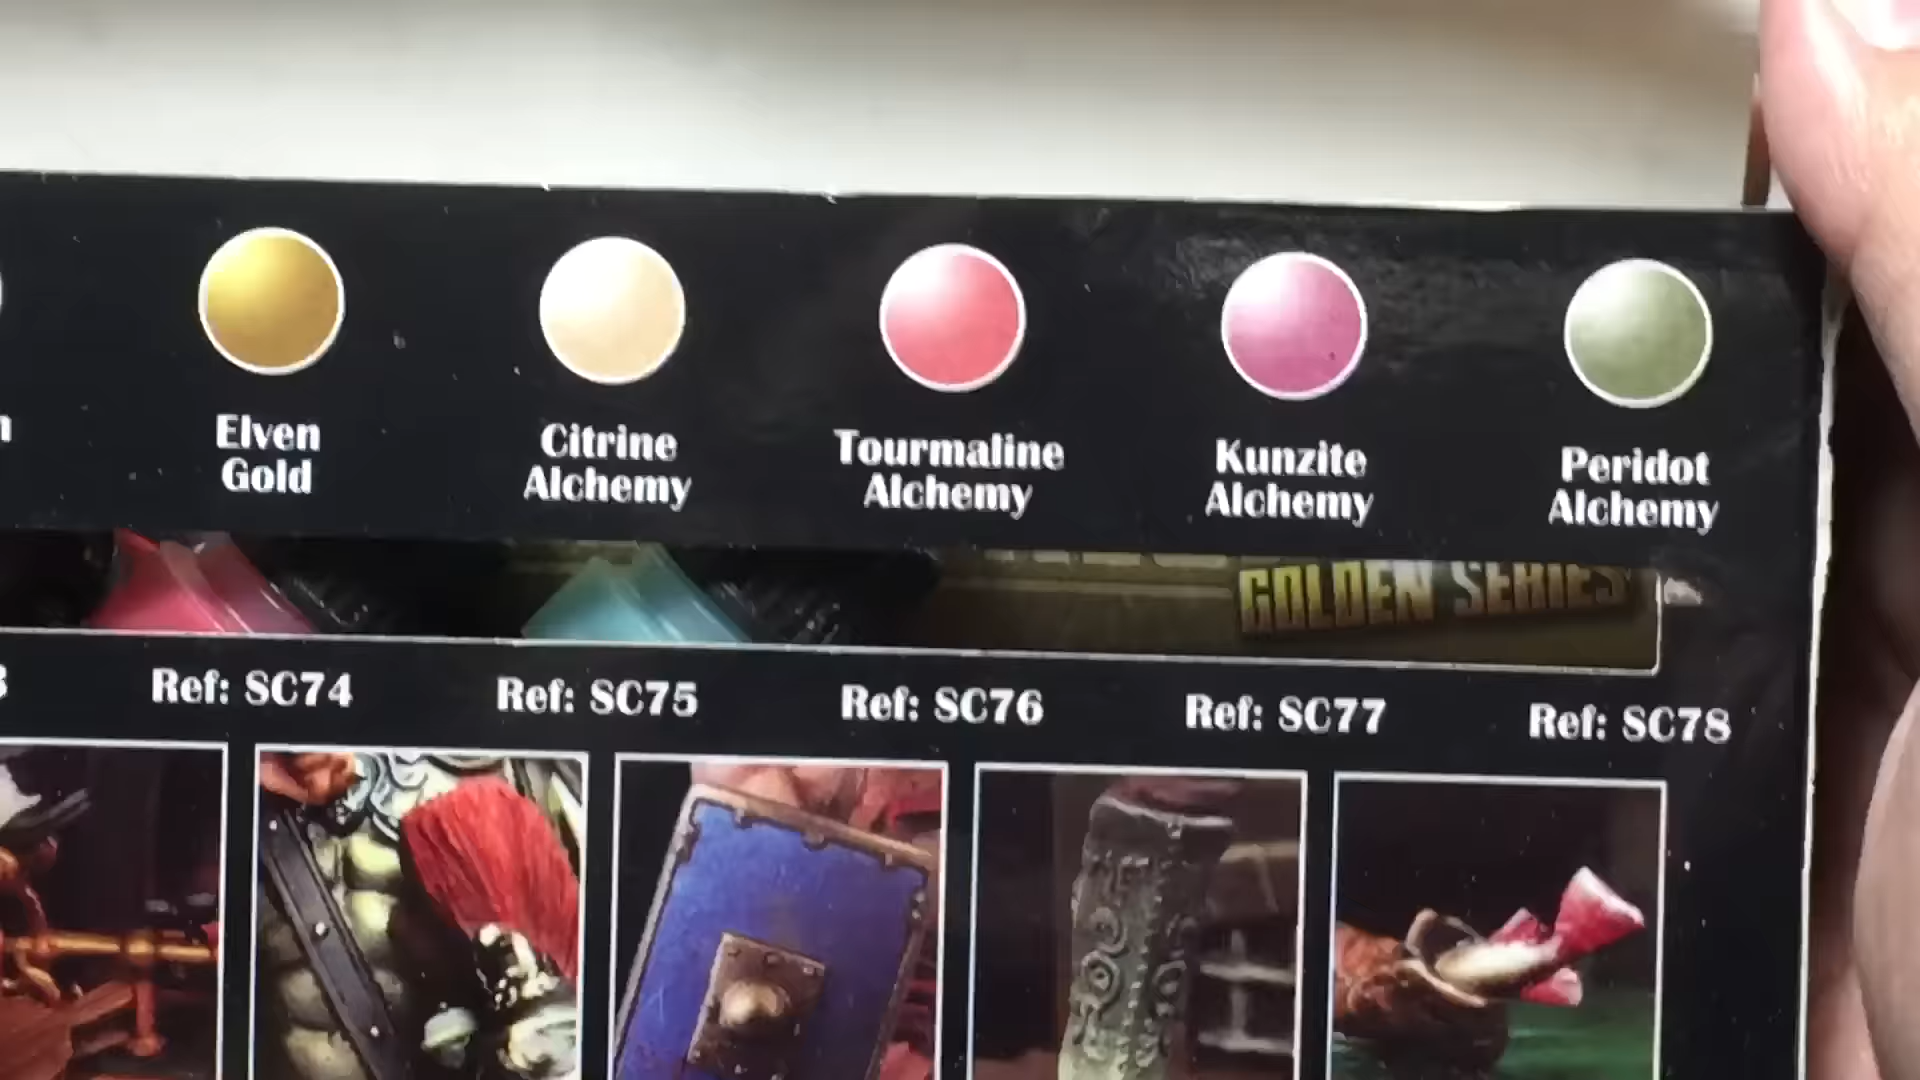 Elven
Gold
Citrine
Alchemy
Tourmaline
Alchemy
Kunzite
Alchemy
Peridot
Alchemy
GOLDEN SERIES
Ref: SC74
Ref: SC75
Ref: SC76
Ref: SC77
Ref: SC78